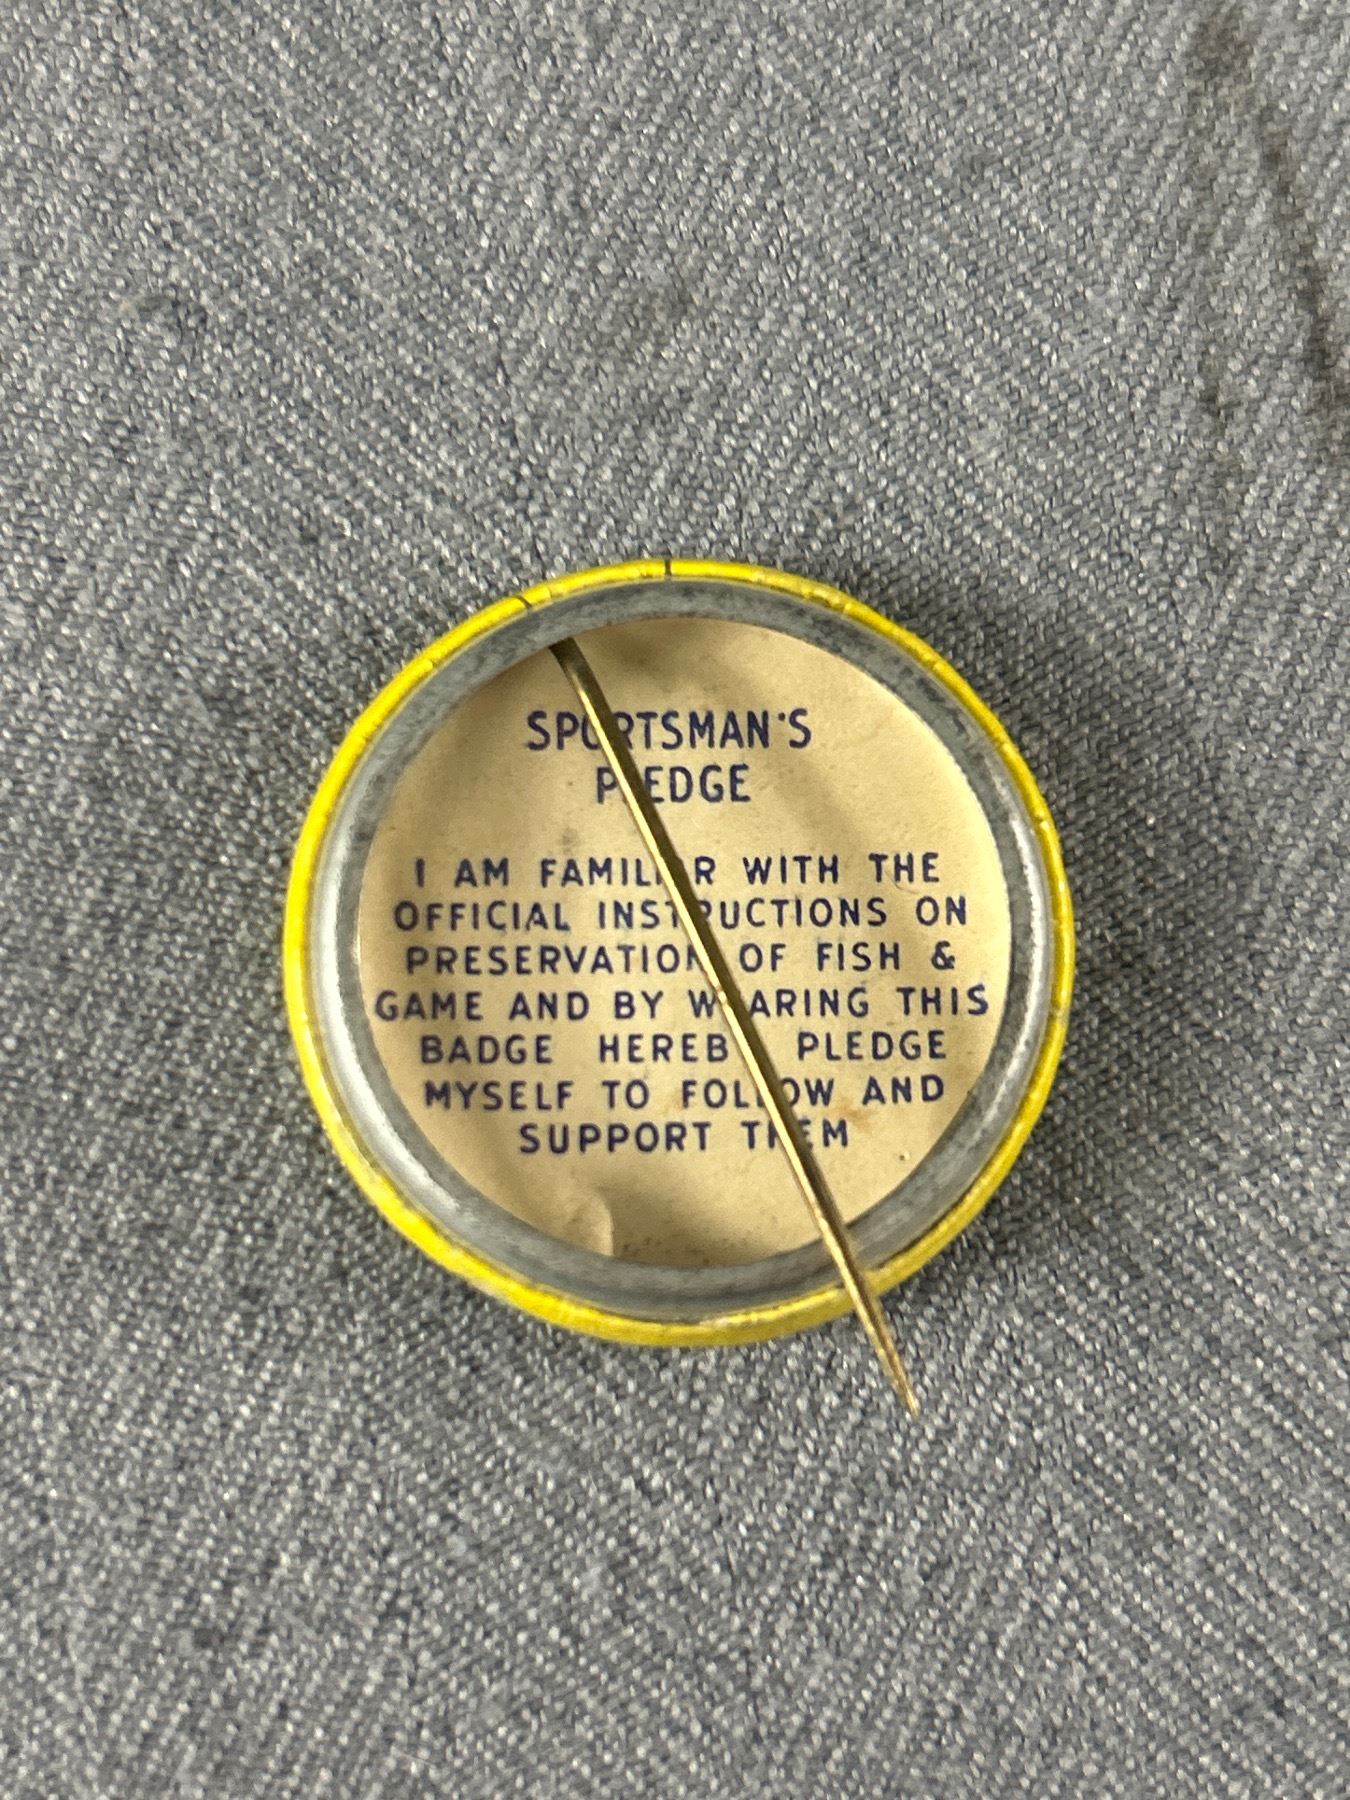 SPORTSMAN'S
PLEDGE
I AM FAMILIAR WITH THE
OFFICIAL INSTRUCTIONS ON
PRESERVATION OF FISH &
GAME AND BY WEARING THIS
BADGE HEREBY PLEDGE
MYSELF TO FOLLOW AND
SUPPORT THEM